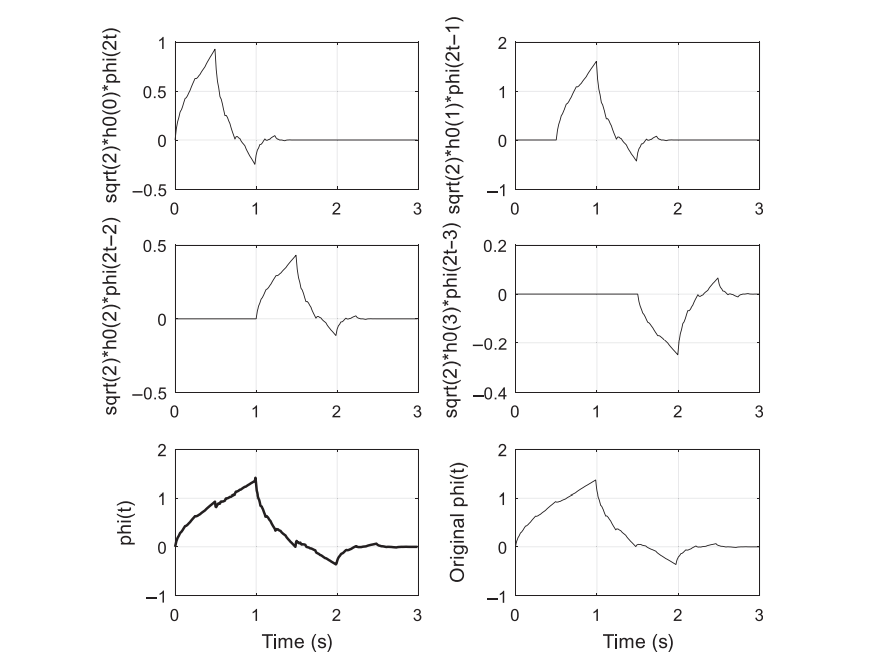 sqrt(2)*h0(0)*phi(2t)
1
0.5
0
−0.5
0 1 2 3
sqrt(2)*h0(1)*phi(2t−1)
2
1
0
−1
0 1 2 3
sqrt(2)*h0(2)*phi(2t−2)
0.5
0
−0.5
0 1 2 3
sqrt(2)*h0(3)*phi(2t−3)
0.2
0
−0.2
−0.4
0 1 2 3
phi(t)
2
1
0
−1
0 1 2 3
Time (s)
Original phi(t)
2
1
0
−1
0 1 2 3
Time (s)